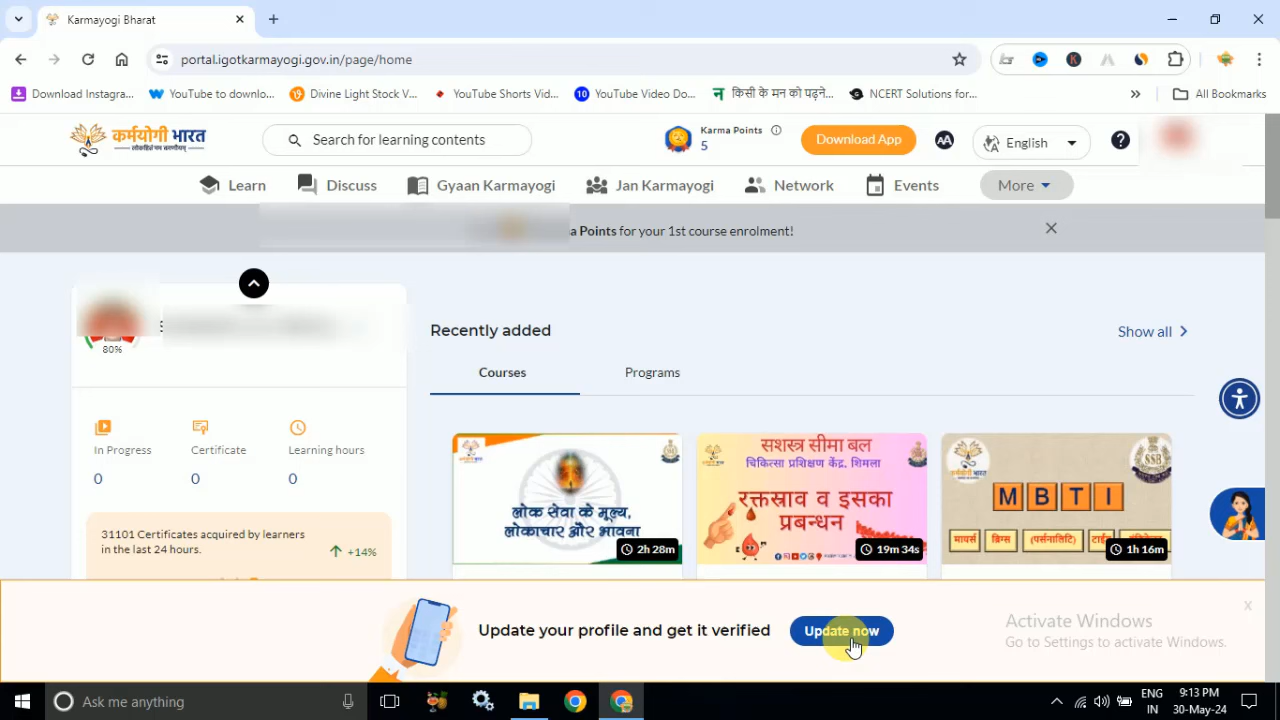 Karmayogi Bharat
portal.igotkarmayogi.gov.in/page/home
Download Instagra...
YouTube to downlo...
Divine Light Stock V...
YouTube Shorts Vid...
YouTube Video Do...
किसी के मन को पढ़ने...
NCERT Solutions for...
All Bookmarks
कर्मयोगी भारत
Search for learning contents
Karma Points
5
Download App
AA
English
Learn
Discuss
Gyaan Karmayogi
Jan Karmayogi
Network
Events
More
a Points for your 1st course enrolment!
80%
Recently added
Show all
Courses
Programs
In Progress
Certificate
Learning hours
0
0
0
31101 Certificates acquired by learners
in the last 24 hours.
+14%
लोक सेवा के मूल्य,
लोकाचार और भावना
2h 28m
सशस्त्र सीमा बल
चिकित्सा प्रशिक्षण केंद्र, शिमला
रक्तस्राव व इसका
प्रबन्धन
19m 34s
MBTI
मायर्स
ब्रिग्स
(पर्सनालिटि)
टाईप
1h 16m
Update your profile and get it verified
Update now
x
Activate Windows
Go to Settings to activate Windows.
Ask me anything
ENG
IN
9:13 PM
30-May-24